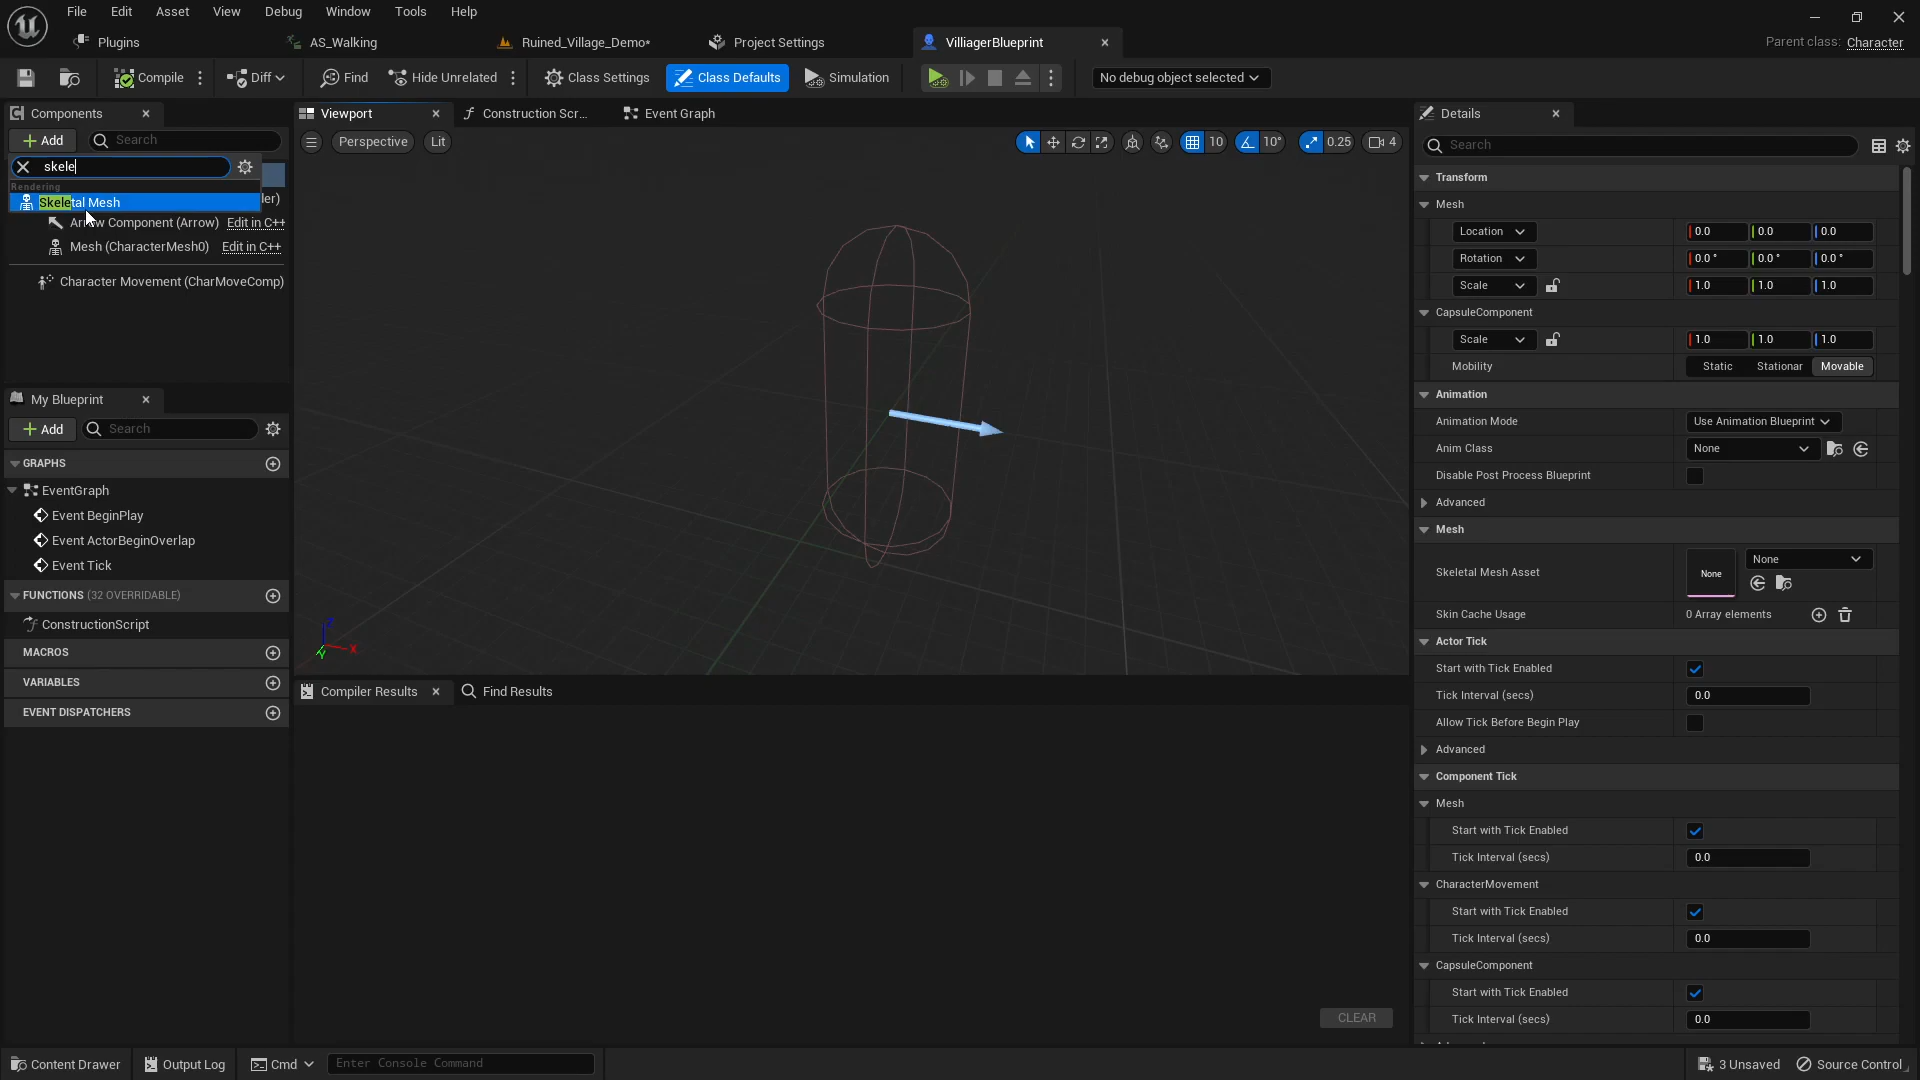 File Edit Asset View Debug Window Tools Help
Plugins AS_Walking Ruined_Village_Demo* Project Settings VilliagerBlueprint Parent class: Character
Compile Diff Find Hide Unrelated Class Settings Class Defaults Simulation No debug object selected
Components Viewport Construction Scr... Event Graph Details
Add Search Perspective Lit 10 10° 0.25 4 Search
skele
Rendering
Skeletal Mesh
ler)
Arrow Component (Arrow) Edit in C++
Mesh (CharacterMesh0) Edit in C++
Character Movement (CharMoveComp)
My Blueprint
Add Search
GRAPHS
EventGraph
Event BeginPlay
Event ActorBeginOverlap
Event Tick
FUNCTIONS (32 OVERRIDABLE)
ConstructionScript
MACROS
VARIABLES
EVENT DISPATCHERS
Z
X
Y
Compiler Results Find Results
CLEAR
Transform
Mesh
Location 0.0 0.0 0.0
Rotation 0.0 ° 0.0 ° 0.0 °
Scale 1.0 1.0 1.0
CapsuleComponent
Scale 1.0 1.0 1.0
Mobility Static Stationar Movable
Animation
Animation Mode Use Animation Blueprint
Anim Class None
Disable Post Process Blueprint
Advanced
Mesh
Skeletal Mesh Asset None None
Skin Cache Usage 0 Array elements
Actor Tick
Start with Tick Enabled
Tick Interval (secs) 0.0
Allow Tick Before Begin Play
Advanced
Component Tick
Mesh
Start with Tick Enabled
Tick Interval (secs) 0.0
CharacterMovement
Start with Tick Enabled
Tick Interval (secs) 0.0
CapsuleComponent
Start with Tick Enabled
Tick Interval (secs) 0.0
Content Drawer Output Log Cmd Enter Console Command 3 Unsaved Source Control